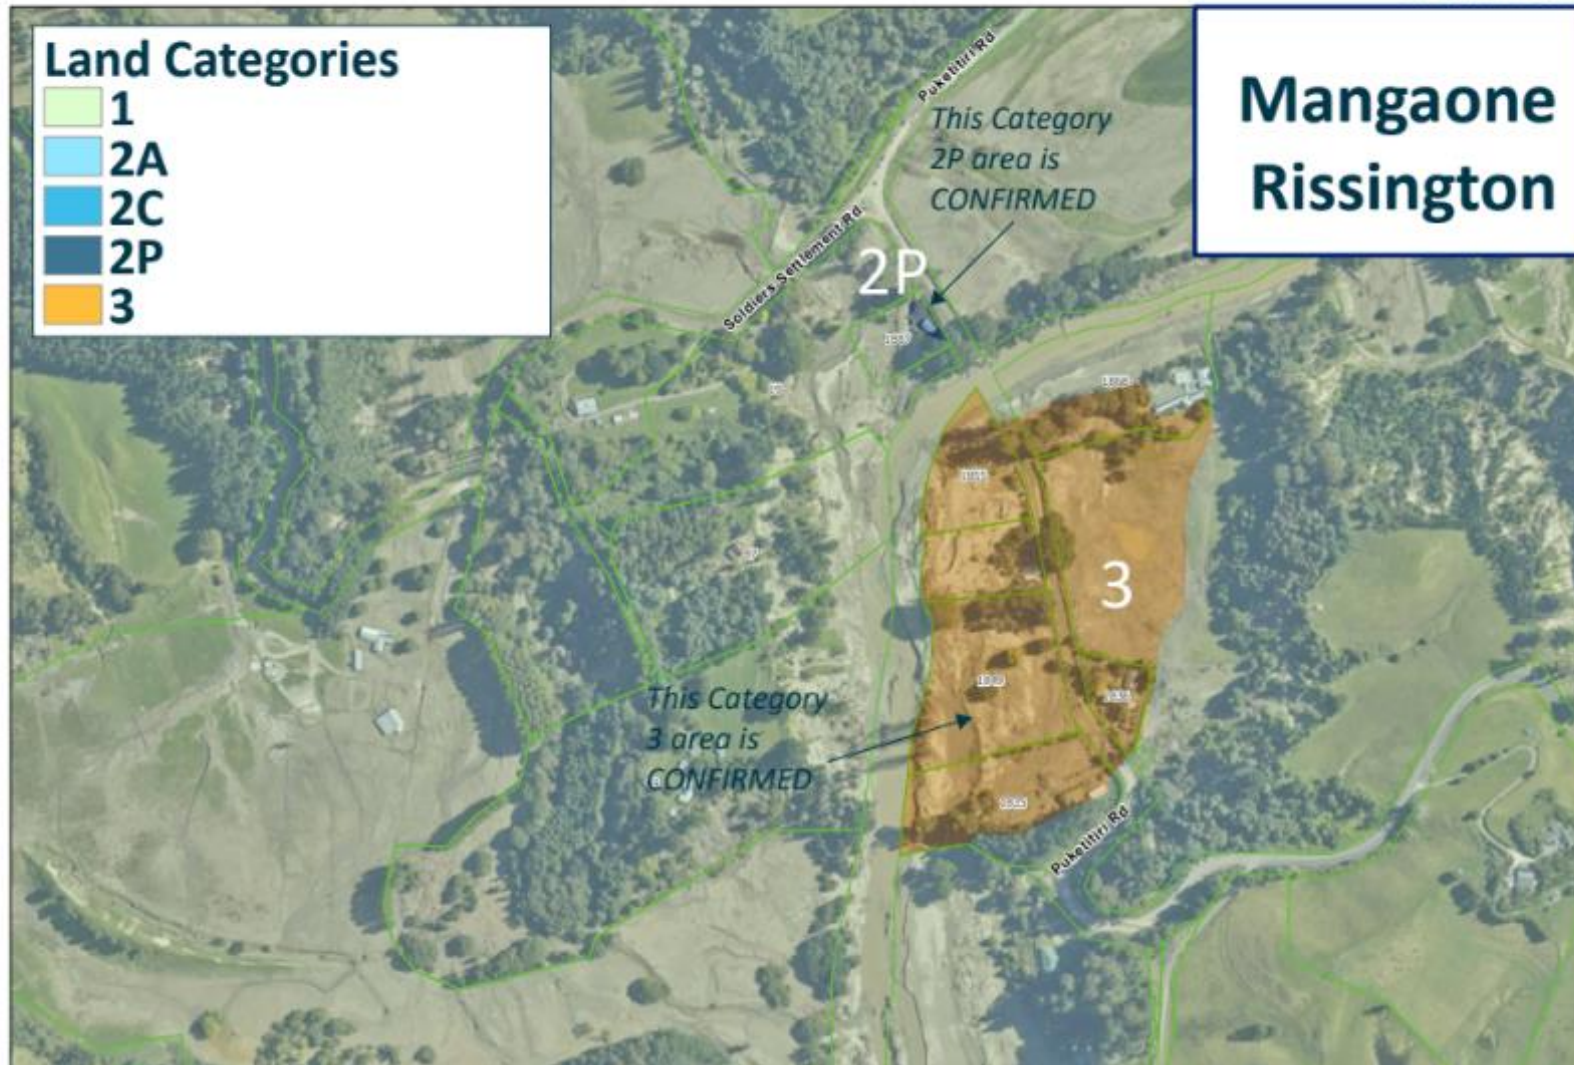 Land Categories
1
2A
2C
2P
3
Mangaone
Rissington
Puketitiri Rd
This Category
2P area is
CONFIRMED
Soldiers Settlement Rd
2P
3
This Category
3 area is
CONFIRMED
Puketitiri Rd